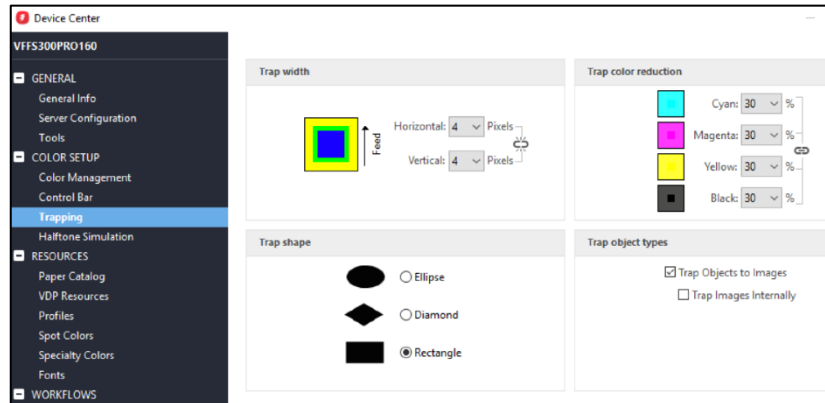 Device Center
VFFS300PRO160
GENERAL
General Info
Server Configuration
Tools
COLOR SETUP
Color Management
Control Bar
Trapping
Halftone Simulation
RESOURCES
Paper Catalog
VDP Resources
Profiles
Spot Colors
Specialty Colors
Fonts
WORKFLOWS
Trap width
Feed
Horizontal: 4 Pixels
Vertical: 4 Pixels
Trap color reduction
Cyan: 30 %
Magenta: 30 %
Yellow: 30 %
Black: 30 %
Trap shape
Ellipse
Diamond
Rectangle
Trap object types
Trap Objects to Images
Trap Images Internally